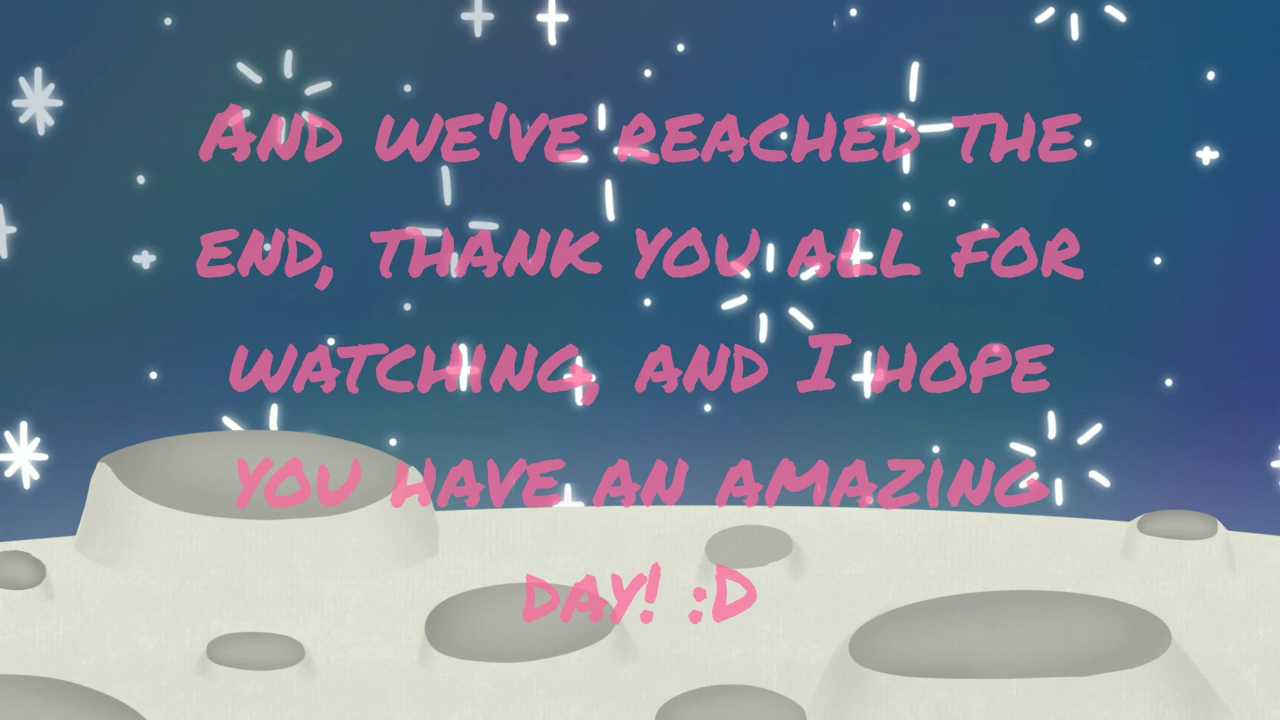 And we've reached the
end, thank you all for
watching, and I hope
you have an amazing
day! :D